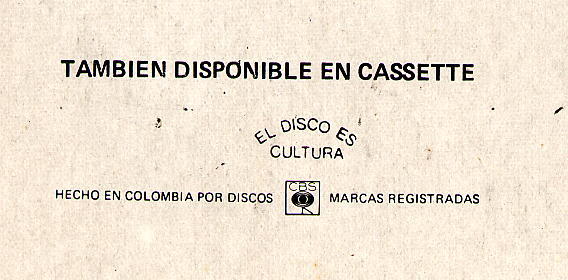 TAMBIEN DISPONIBLE EN CASSETTE
EL DISCO ES
CULTURA
HECHO EN COLOMBIA POR DISCOS CBS MARCAS REGISTRADAS